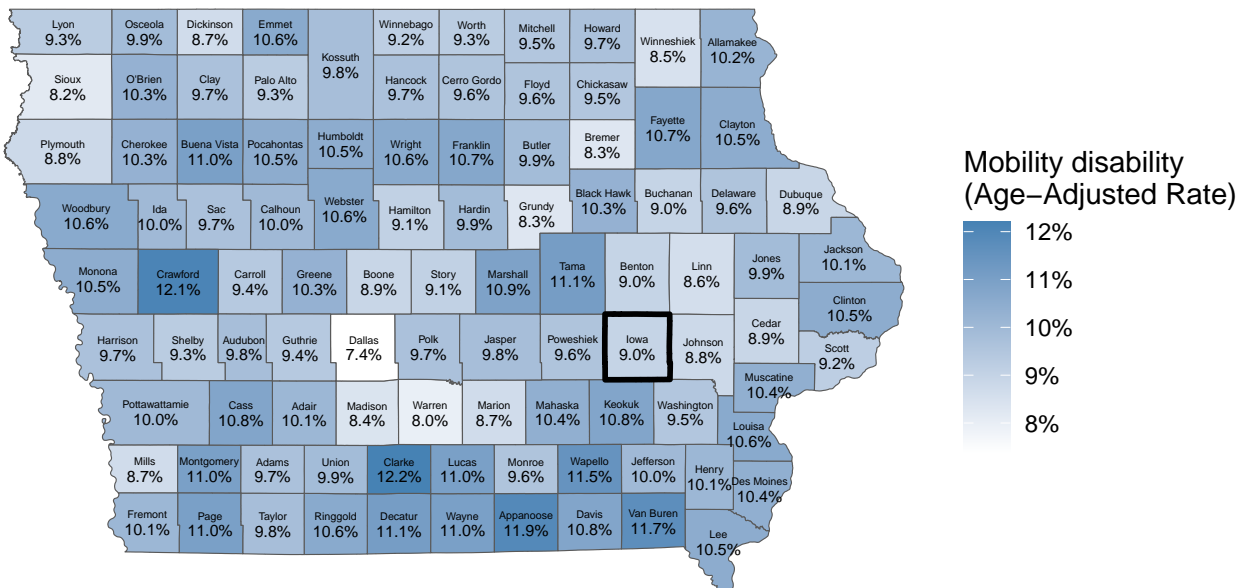 Lyon
9.3%
Osceola
9.9%
Dickinson
8.7%
Emmet
10.6%
Kossuth
9.8%
Winnebago
9.2%
Worth
9.3%
Mitchell
9.5%
Howard
9.7%
Winneshiek
8.5%
Allamakee
10.2%
Sioux
8.2%
O'Brien
10.3%
Clay
9.7%
Palo Alto
9.3%
Hancock
9.7%
Cerro Gordo
9.6%
Floyd
9.6%
Chickasaw
9.5%
Fayette
10.7%
Clayton
10.5%
Plymouth
8.8%
Cherokee
10.3%
Buena Vista
11.0%
Pocahontas
10.5%
Humboldt
10.5%
Wright
10.6%
Franklin
10.7%
Butler
9.9%
Bremer
8.3%
Woodbury
10.6%
Ida
10.0%
Sac
9.7%
Calhoun
10.0%
Webster
10.6%
Hamilton
9.1%
Hardin
9.9%
Grundy
8.3%
Black Hawk
10.3%
Buchanan
9.0%
Delaware
9.6%
Dubuque
8.9%
Monona
10.5%
Crawford
12.1%
Carroll
9.4%
Greene
10.3%
Boone
8.9%
Story
9.1%
Marshall
10.9%
Tama
11.1%
Benton
9.0%
Linn
8.6%
Jones
9.9%
Jackson
10.1%
Clinton
10.5%
Harrison
9.7%
Shelby
9.3%
Audubon
9.8%
Guthrie
9.4%
Dallas
7.4%
Polk
9.7%
Jasper
9.8%
Poweshiek
9.6%
Iowa
9.0%
Johnson
8.8%
Cedar
8.9%
Scott
9.2%
Muscatine
10.4%
Pottawattamie
10.0%
Cass
10.8%
Adair
10.1%
Madison
8.4%
Warren
8.0%
Marion
8.7%
Mahaska
10.4%
Keokuk
10.8%
Washington
9.5%
Louisa
10.6%
Mills
8.7%
Montgomery
11.0%
Adams
9.7%
Union
9.9%
Clarke
12.2%
Lucas
11.0%
Monroe
9.6%
Wapello
11.5%
Jefferson
10.0%
Henry
10.1%
Des Moines
10.4%
Fremont
10.1%
Page
11.0%
Taylor
9.8%
Ringgold
10.6%
Decatur
11.1%
Wayne
11.0%
Appanoose
11.9%
Davis
10.8%
Van Buren
11.7%
Lee
10.5%
Mobility disability
(Age−Adjusted Rate)
12%
11%
10%
9%
8%